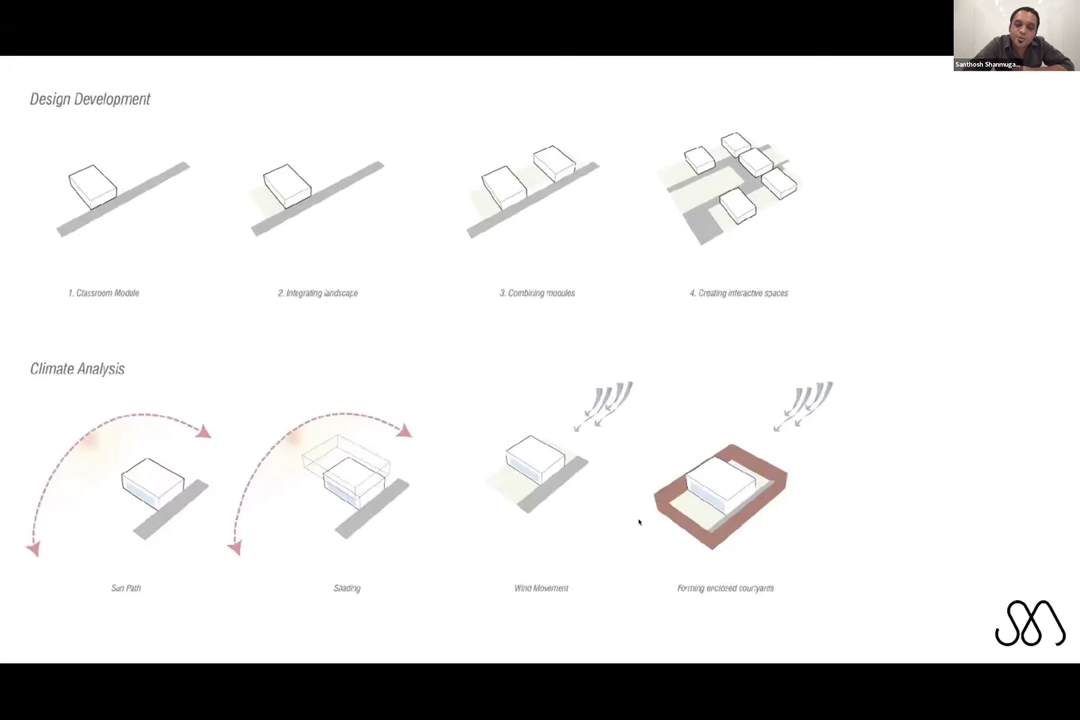 Santhosh Shanmuga...
Design Development
1. Classroom Module
2. Integrating landscape
3. Combining modules
4. Creating interactive spaces
Climate Analysis
Sun Path
Shading
Wind Movement
Forming enclosed courtyards